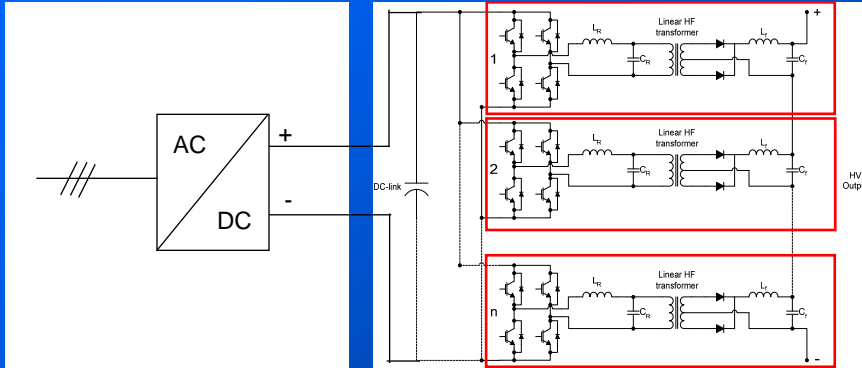 AC
DC
+
-
DC-link
1
L_R
C_R
Linear HF
transformer
L_f
C_f
+
2
L_R
C_R
Linear HF
transformer
L_f
C_f
HV
Output
n
L_R
C_R
Linear HF
transformer
L_f
C_f
-